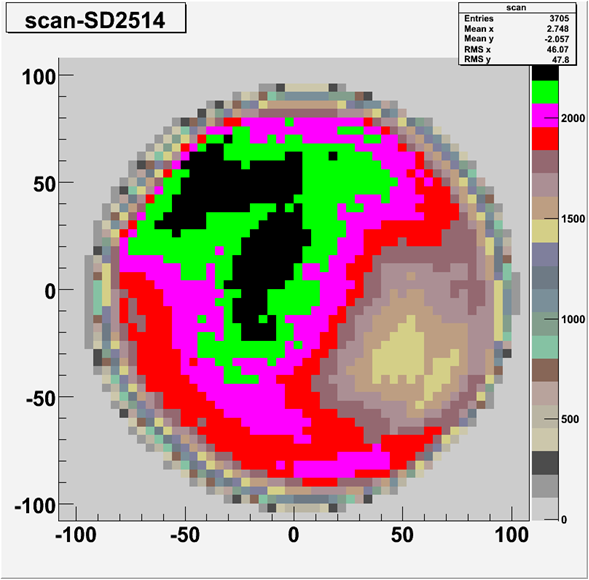 scan-SD2514
scan
Entries 3705
Mean x 2.748
Mean y -2.057
RMS x 46.07
RMS y 47.8
100
50
0
-50
-100
-100
-50
0
50
100
2000
1500
1000
500
0